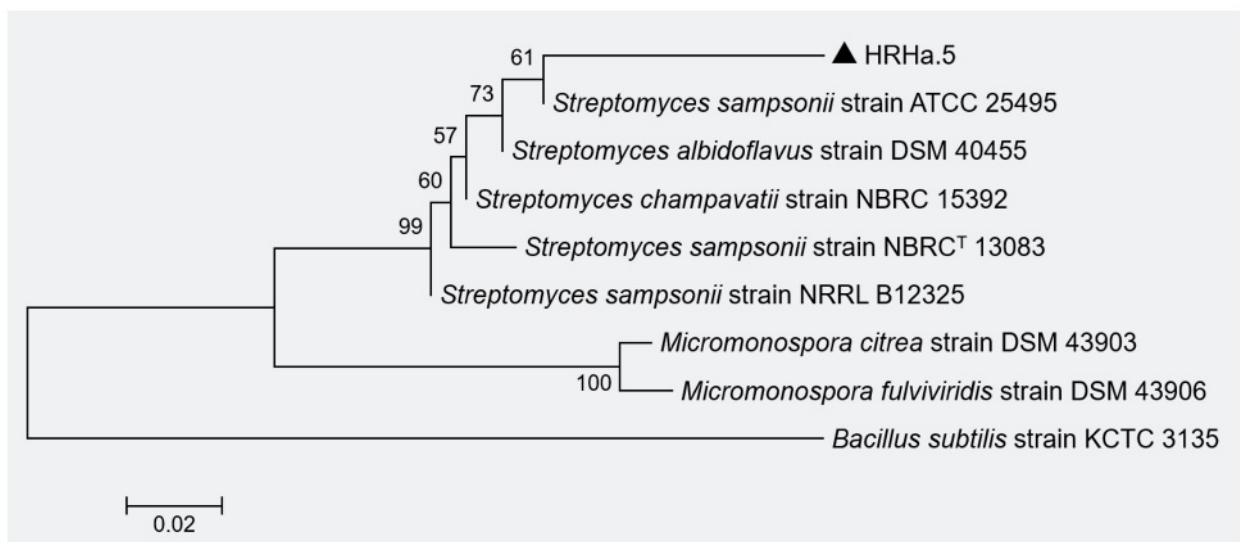 61
▲ HRHa.5
73
Streptomyces sampsonii strain ATCC 25495
57
Streptomyces albidoflavus strain DSM 40455
60
Streptomyces champavatii strain NBRC 15392
99
Streptomyces sampsonii strain NBRCᵀ 13083
Streptomyces sampsonii strain NRRL B12325
Micromonospora citrea strain DSM 43903
100
Micromonospora fulviviridis strain DSM 43906
Bacillus subtilis strain KCTC 3135
0.02